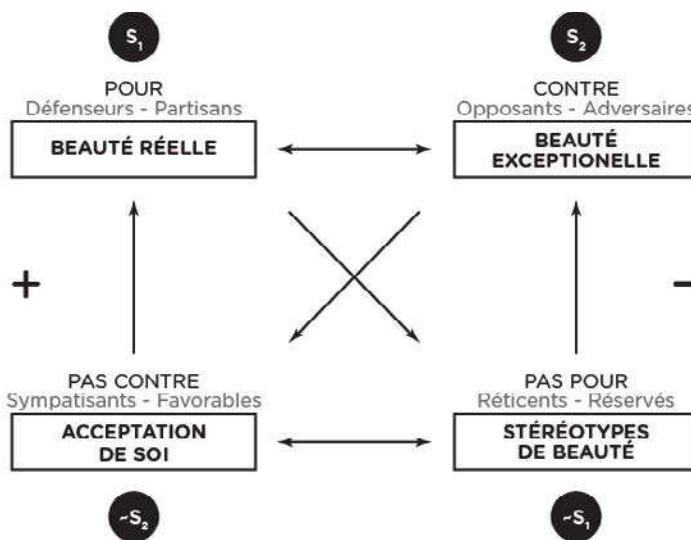 S₁
S₂
POUR
Défenseurs - Partisans
BEAUTÉ RÉELLE
CONTRE
Opposants - Adversaires
BEAUTÉ
EXCEPTIONELLE
+
-
PAS CONTRE
Sympatisants - Favorables
ACCEPTATION
DE SOI
PAS POUR
Réticents - Réservés
STÉRÉOTYPES
DE BEAUTÉ
~S₂
~S₁